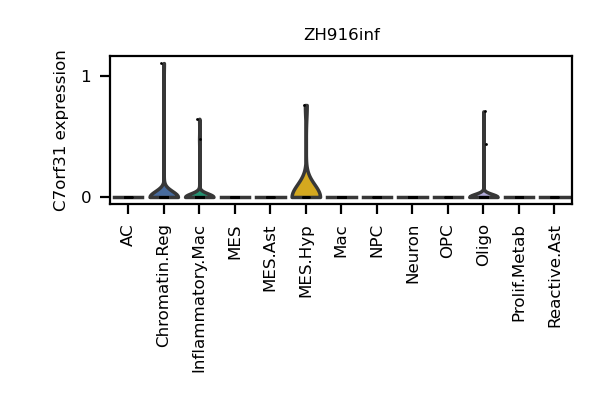 ZH916inf
C7orf31 expression
1
0
AC
Chromatin.Reg
Inflammatory.Mac
MES
MES.Ast
MES.Hyp
Mac
NPC
Neuron
OPC
Oligo
Prolif.Metab
Reactive.Ast